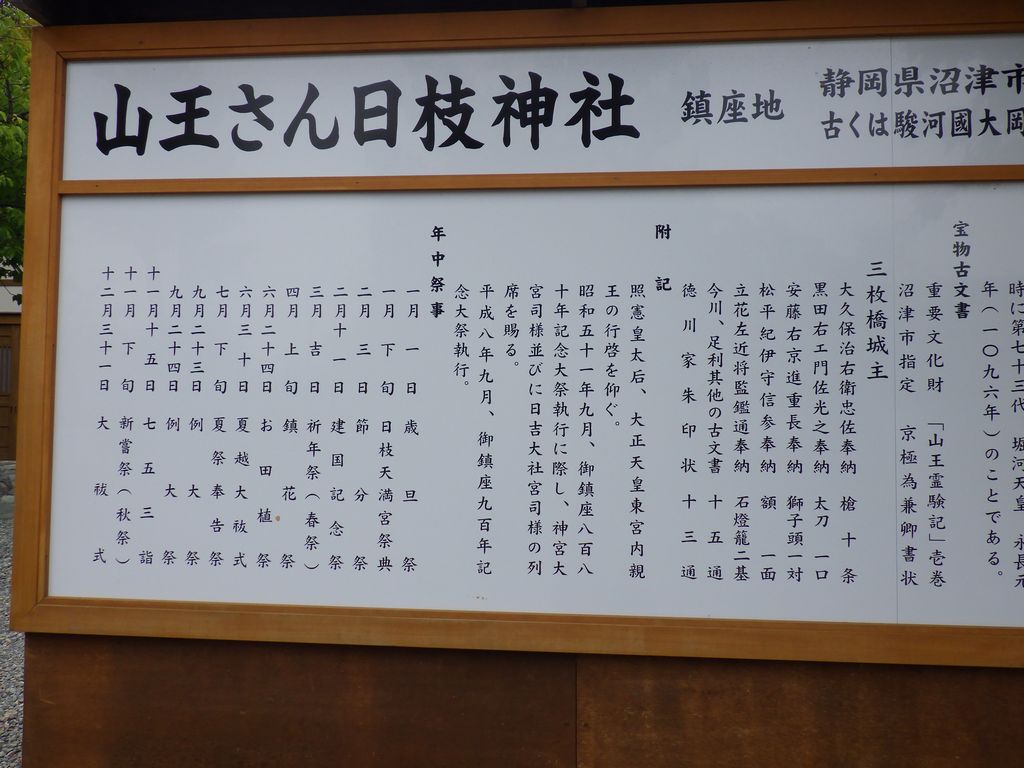 山王さん日枝神社
鎮座地
静岡県沼津市
古くは駿河國大岡
時に第七十三代 堀河天皇 永長元
年(一〇九六年)のことである。
宝物古文書
重要文化財 「山王霊験記」壱巻
沼津市指定 京極為兼卿書状
三枚橋城主
大久保治右衛忠佐奉納 槍十条
黒田右エ門佐光之奉納 太刀 一口
安藤右京進重長奉納 獅子頭一対
松平紀伊守信参奉納 額 一面
立花左近将監鑑通奉納 石燈籠二基
今川、足利其他の古文書 十五通
徳川家朱印状 十三通
附記
照憲皇太后、大正天皇東宮内親
王の行啓を仰ぐ。
昭和五十一年九月、御鎮座八百八
十年記念大祭執行に際し、神宮大
宮司様並びに日吉大社宮司様の列
席を賜る。
平成八年九月、御鎮座九百年記
念大祭執行。
年中祭事
一月一日 歳旦祭
一月下旬 日枝天満宮祭典
二月三日 節分祭
二月十一日 建国記念祭
三月吉日 祈年祭(春祭)
四月上旬 鎮花祭
六月二十四日 お田植祭
六月三十日 夏越大祓式
七月下旬 夏祭奉告祭
九月二十三日 例大祭
九月二十四日 例大祭
十一月十五日 七五三詣
十一月下旬 新嘗祭(秋祭)
十二月三十一日 大祓式